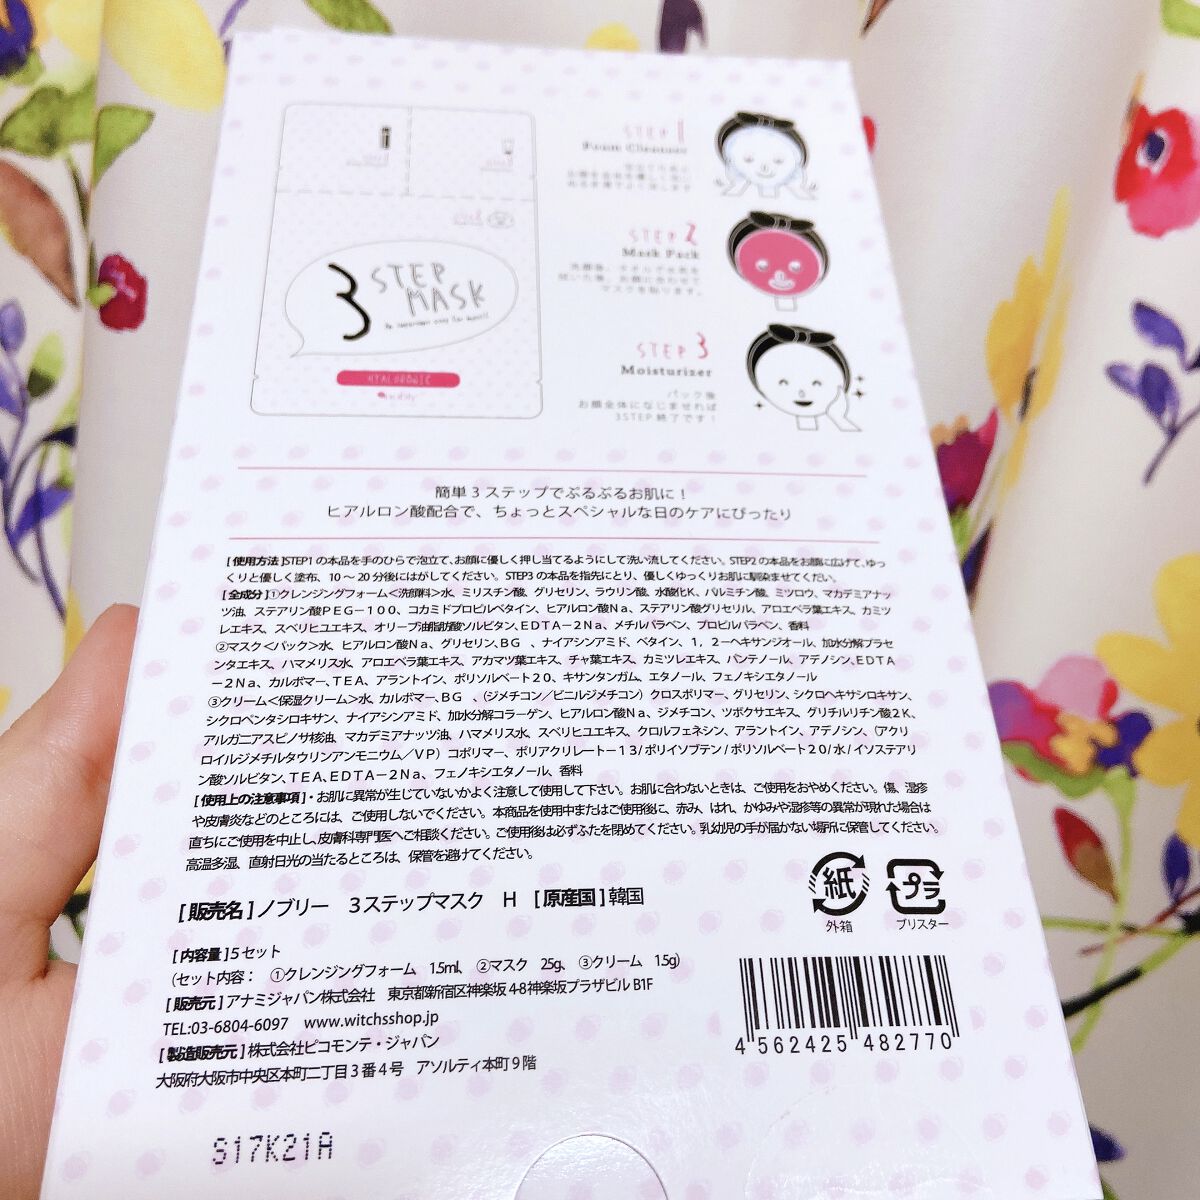 STEP 1
Foam Cleanser
STEP 2
Mask Pack
洗顔後、タオルで水気を
拭いた後、お顔に合わせて
マスクを貼ります。
3 STEP
MASK
HYALURONIC
STEP 3
Moisturizer
パック後
お顔全体になじませれば
3STEP 終了です！
簡単3ステップでぷるぷるお肌に！
ヒアルロン酸配合で、ちょっとスペシャルな日のケアにぴったり
[ 使用方法 ]STEP1の本品を手のひらで泡立て、お顔に優しく押し当てるようにして洗い流してください。STEP2の本品をお顔に広げて、ゆっ
くりと優しく塗布、10〜20分後にはがしてください。STEP3の本品を指先にとり、優しくゆっくりお肌に馴染ませてくだい。
[ 全成分 ]①クレンジングフォーム＜洗顔料＞水、ミリスチン酸、グリセリン、ラウリン酸、水酸化K、パルミチン酸、ミツロウ、マカデミアナッ
ツ油、ステアリン酸ＰＥＧ－１００、コカミドプロピルベタイン、ヒアルロン酸Ｎａ、ステアリン酸グリセリル、アロエベラ葉エキス、カミツ
レエキス、スベリヒユエキス、オリーブ油脂肪酸ソルビタン、ＥＤＴＡ－２Ｎａ、メチルパラベン、プロピルパラベン、香料
②マスク＜パック＞水、ヒアルロン酸Ｎａ、グリセリン、ＢＧ、ナイアシンアミド、ベタイン、１，２－ヘキサンジオール、加水分解プラセ
ンタエキス、ハマメリス水、アロエベラ葉エキス、アカマツ葉エキス、チャ葉エキス、カミツレエキス、パンテノール、アデノシン、ＥＤＴＡ
－２Ｎａ、カルボマー、ＴＥＡ、アラントイン、ポリソルベート２０、キサンタンガム、エタノール、フェノキシエタノール
③クリーム＜保湿クリーム＞水、カルボマー、ＢＧ、（ジメチコン／ビニルジメチコン）クロスポリマー、グリセリン、シクロヘキサシロキサン、
シクロペンタシロキサン、ナイアシンアミド、加水分解コラーゲン、ヒアルロン酸Ｎａ、ジメチコン、ツボクサエキス、グリチルリチン酸２Ｋ、
アルガニアスピノサ核油、マカデミアナッツ油、ハマメリス水、スベリヒユエキス、クロルフェネシン、アラントイン、アデノシン、（アクリ
ロイルジメチルタウリンアンモニウム／ＶＰ）コポリマー、ポリアクリレート－１３/ポリイソブテン/ポリソルベート２０/水/イソステアリ
ン酸ソルビタン、ＴＥＡ、ＥＤＴＡ－２Ｎａ、フェノキシエタノール、香料
[ 使用上の注意事項 ]・お肌に異常が生じていないかよく注意して使用して下さい。お肌に合わないときは、ご使用をおやめください。傷、湿疹
や皮膚炎などのところには、ご使用しないでください。本商品を使用中またはご使用後に、赤み、はれ、かゆみや湿疹等の異常が現れた場合は
直ちにご使用を中止し、皮膚科専門医へご相談ください。ご使用後は必ずふたを閉めてください。乳幼児の手が届かない場所に保管してください。
高温多湿、直射日光の当たるところは、保管を避けてください。
[ 販売名 ]ノブリー　3ステップマスク　H　[ 原産国 ]韓国
紙
外箱
プラ
ブリスター
[ 内容量 ]5セット
(セット内容：　①クレンジングフォーム　1.5ml、　②マスク　25g、　③クリーム　1.5g)
[ 販売元 ]アナミジャパン株式会社　東京都新宿区神楽坂4-8神楽坂プラザビルB1F
TEL:03-6804-6097　www.witchsshop.jp
[ 製造販売元 ]株式会社ピコモンテ・ジャパン
大阪府大阪市中央区本町二丁目3番4号　アソルティ本町9階
4 562425 482770
S17K21A